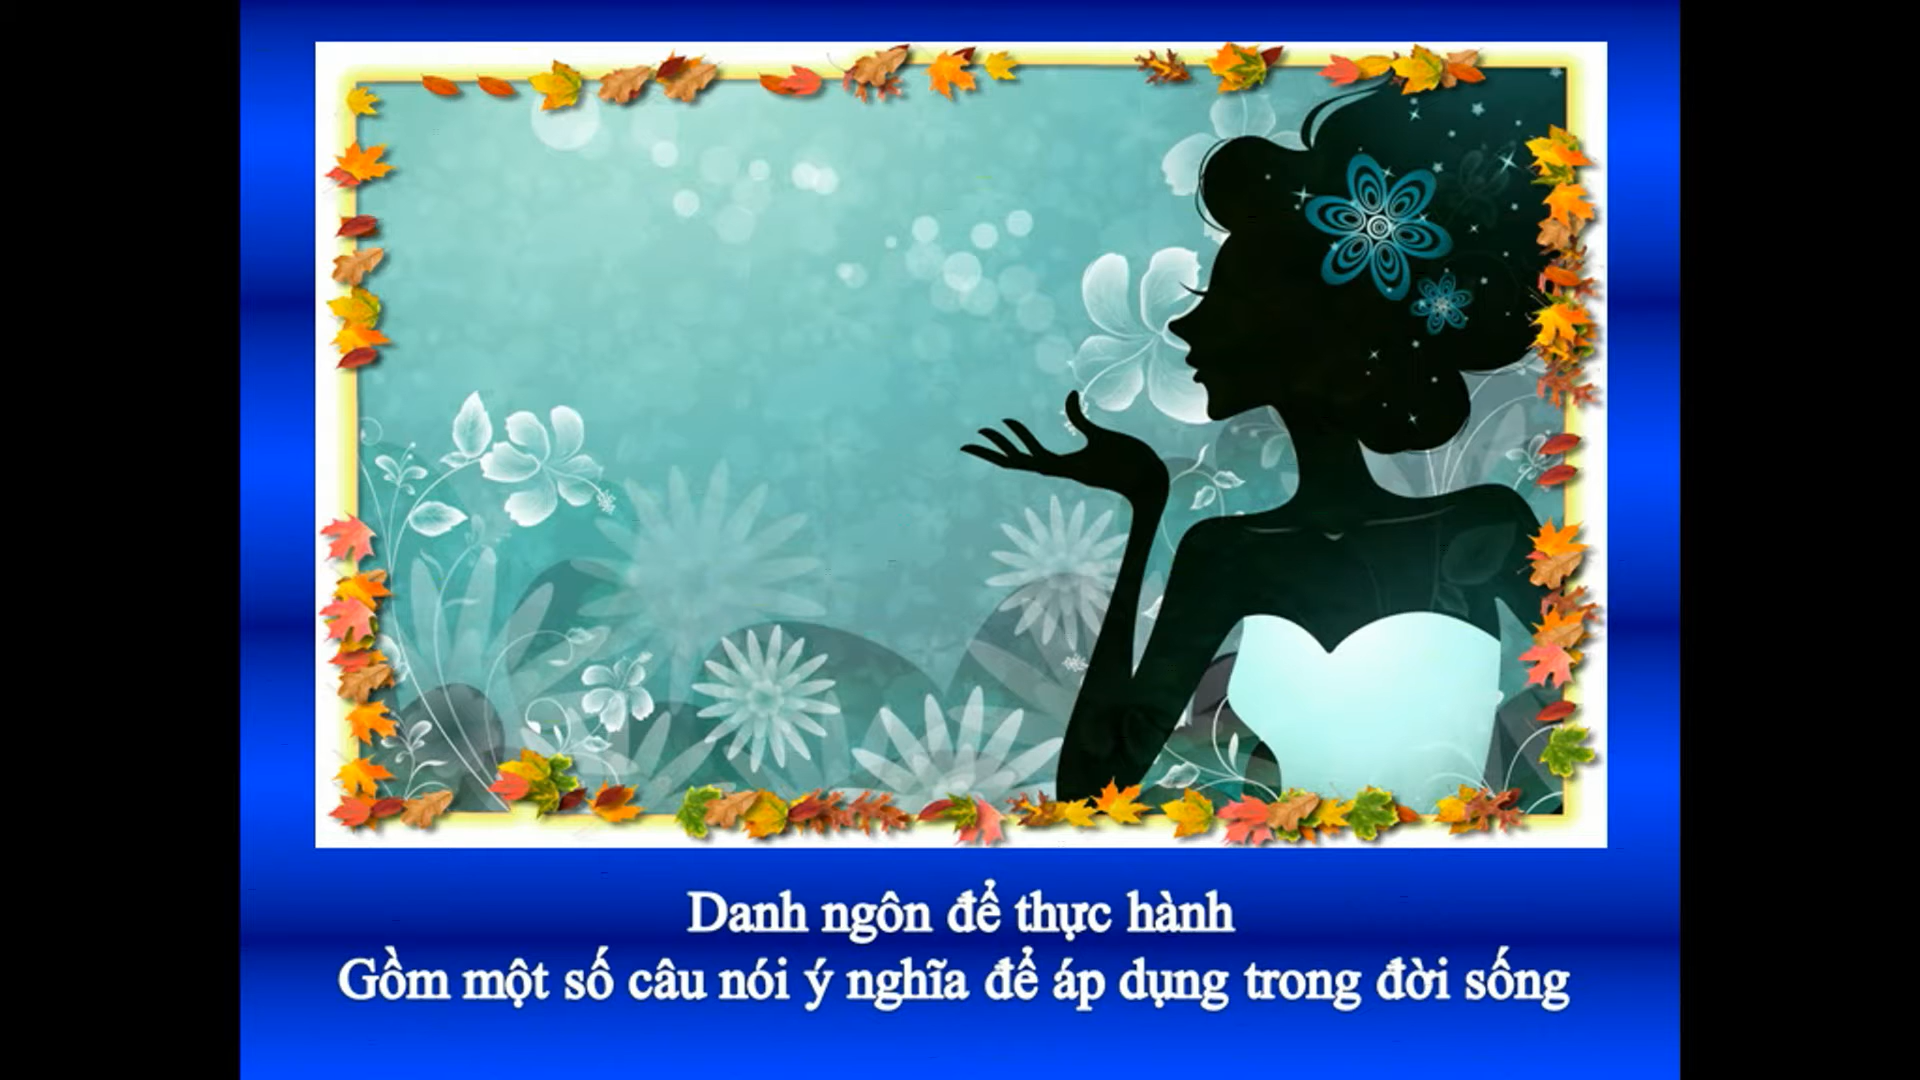 Danh ngôn để thực hành
Gồm một số câu nói ý nghĩa để áp dụng trong đời sống